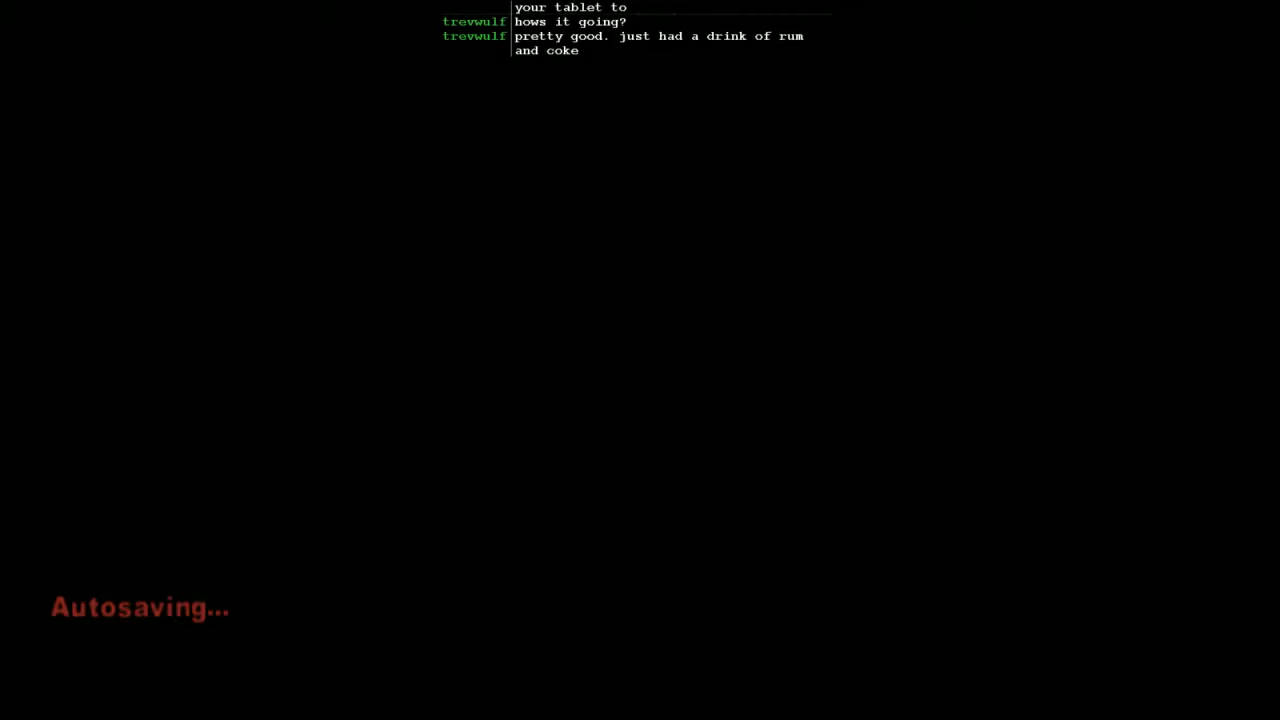 your tablet to
trevwulf hows it going?
trevwulf pretty good. just had a drink of rum
and coke
Autosaving...